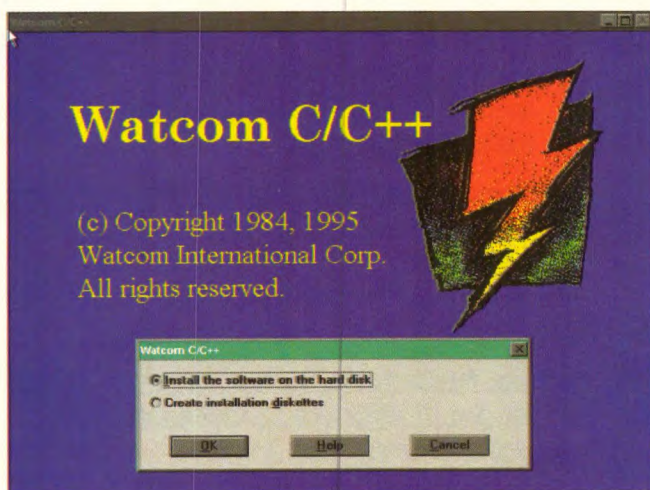 Watcom C/C++
Watcom C/C++
(c) Copyright 1984, 1995
Watcom International Corp.
All rights reserved.
Watcom C/C++
Install the software on the hard disk
Create installation diskettes
OK
Help
Cancel